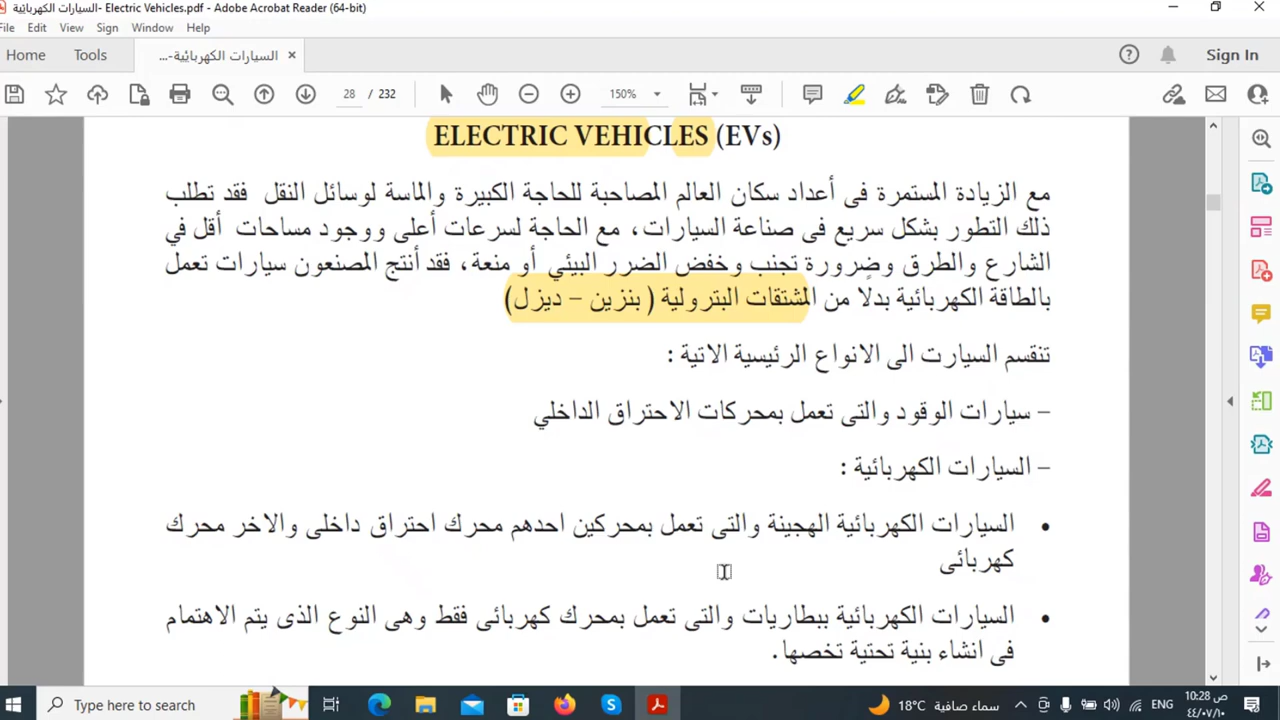 السيارات الكهربائية- Electric Vehicles.pdf - Adobe Acrobat Reader (64-bit)
File Edit View Sign Window Help
Home Tools السيارات الكهربائية-... × Sign In
28 / 232 150%
ELECTRIC VEHICLES (EVs)
مع الزيادة المستمرة فى أعداد سكان العالم المصاحبة للحاجة الكبيرة والماسة لوسائل النقل فقد تطلب
ذلك التطور بشكل سريع فى صناعة السيارات، مع الحاجة لسرعات أعلى ووجود مساحات أقل في
الشارع والطرق وضرورة تجنب وخفض الضرر البيئي أو منعة، فقد أنتج المصنعون سيارات تعمل
بالطاقة الكهربائية بدلًا من المشتقات البترولية ( بنزين – ديزل)
تنقسم السيارت الى الانواع الرئيسية الاتية :
– سيارات الوقود والتى تعمل بمحركات الاحتراق الداخلي
– السيارات الكهربائية :
• السيارات الكهربائية الهجينة والتى تعمل بمحركين احدهم محرك احتراق داخلى والاخر محرك
كهربائى
• السيارات الكهربائية ببطاريات والتى تعمل بمحرك كهربائى فقط وهى النوع الذى يتم الاهتمام
فى انشاء بنية تحتية تخصها.
Type here to search 18°C سماء صافية ENG 10:28 ص
٤٤/٠٧/١٠